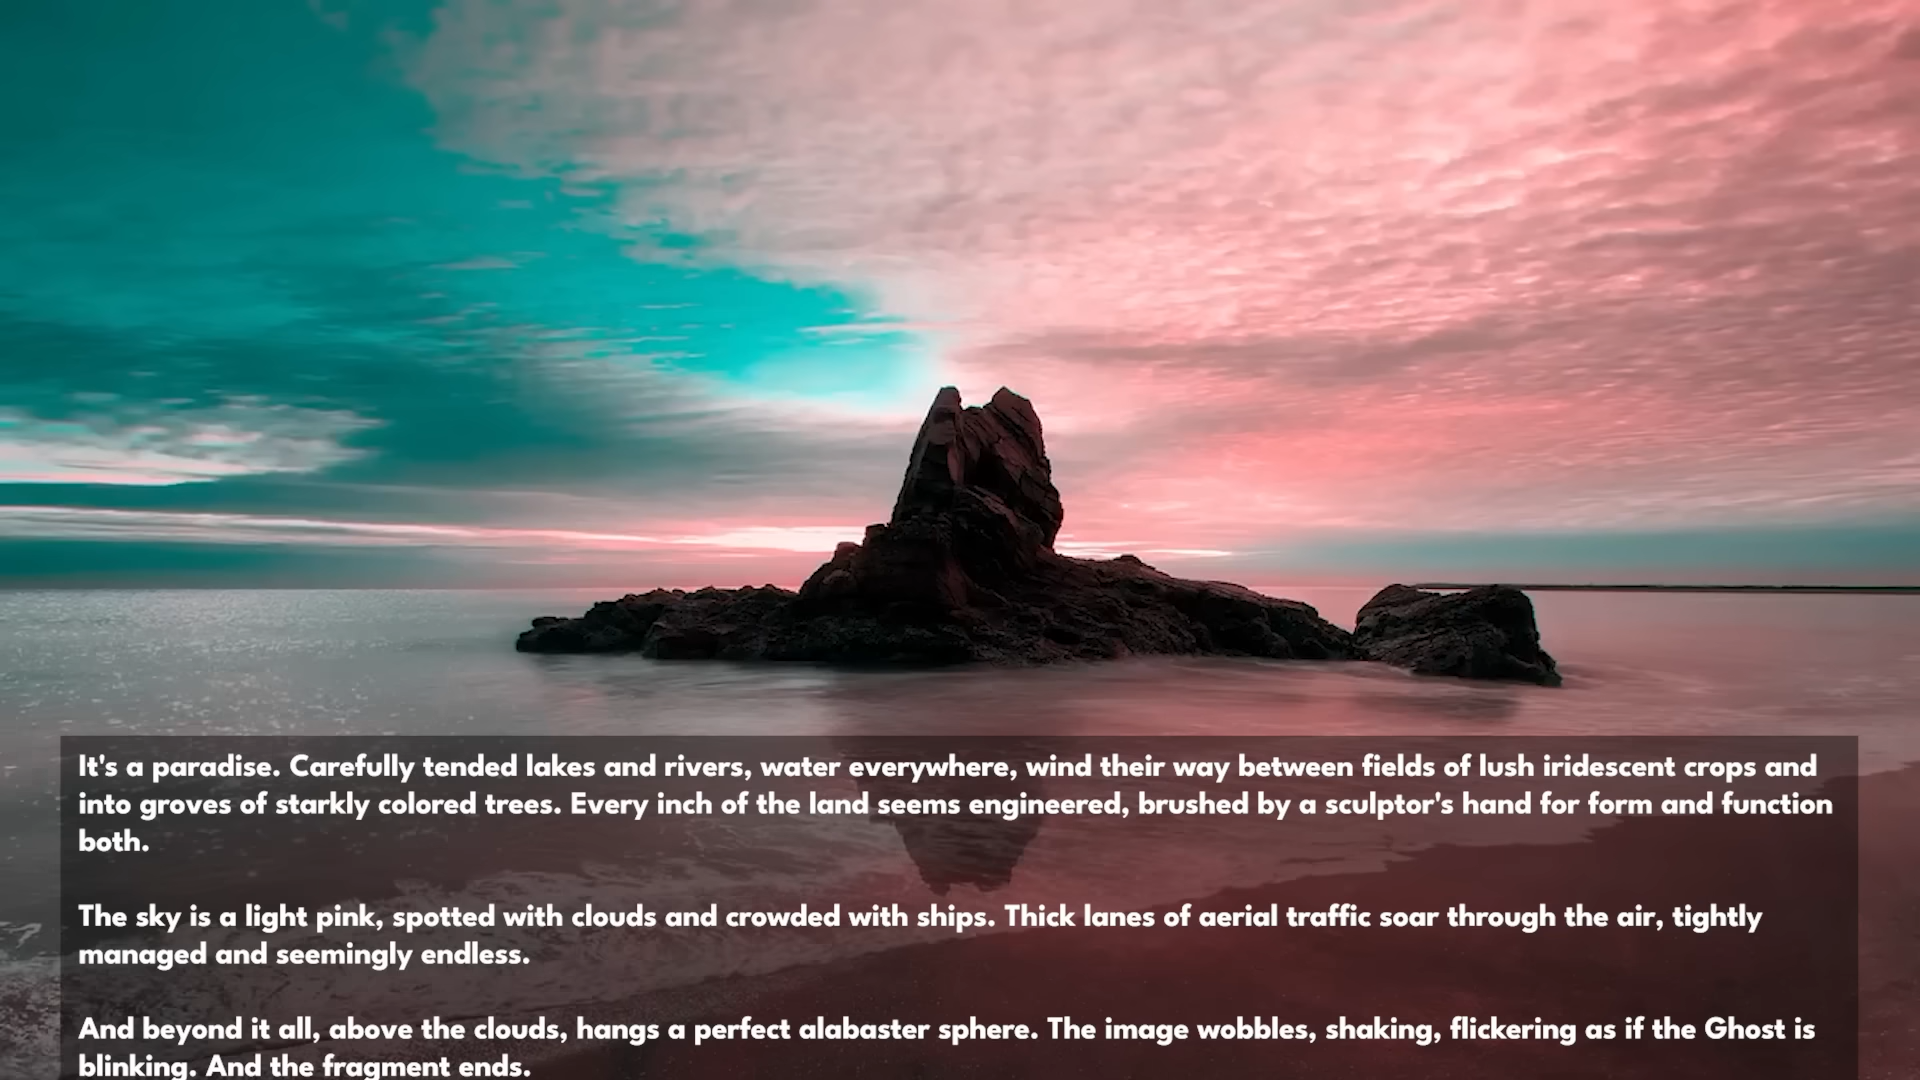 It's a paradise. Carefully tended lakes and rivers, water everywhere, wind their way between fields of lush iridescent crops and
into groves of starkly colored trees. Every inch of the land seems engineered, brushed by a sculptor's hand for form and function
both.
The sky is a light pink, spotted with clouds and crowded with ships. Thick lanes of aerial traffic soar through the air, tightly
managed and seemingly endless.
And beyond it all, above the clouds, hangs a perfect alabaster sphere. The image wobbles, shaking, flickering as if the Ghost is
blinking. And the fragment ends.